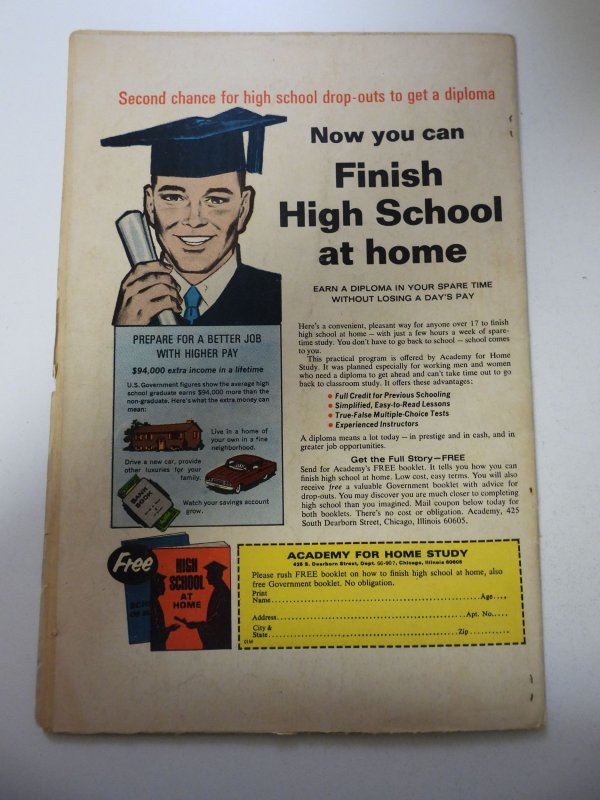 Second chance for high school drop-outs to get a diploma
Now you can
Finish
High School
at home
EARN A DIPLOMA IN YOUR SPARE TIME
WITHOUT LOSING A DAY'S PAY
Here's a convenient, pleasant way for anyone over 17 to finish
high school at home – with just a few hours a week of spare-
time study. You don't have to go back to school – school comes
to you.
This practical program is offered by Academy for Home
Study. It was planned especially for working men and women
who need a diploma to get ahead and can't take time out to go
back to classroom study. It offers these advantages:
• Full Credit for Previous Schooling
• Simplified, Easy-to-Read Lessons
• True-False Multiple-Choice Tests
• Experienced Instructors
A diploma means a lot today – in prestige and in cash, and in
greater job opportunities.
Get the Full Story–FREE
Send for Academy's FREE booklet. It tells you how you can
finish high school at home. Low cost, easy terms. You will also
receive free a valuable Government booklet with advice for
drop-outs. You may discover you are much closer to completing
high school than you imagined. Mail coupon below today for
both booklets. There's no cost or obligation. Academy, 425
South Dearborn Street, Chicago, Illinois 60605.
PREPARE FOR A BETTER JOB
WITH HIGHER PAY
$94,000 extra income in a lifetime
U.S. Government figures show the average high
school graduate earns $94,000 more than the
non-graduate. Here's what the extra money can
mean:
Live in a home of
your own in a fine
neighborhood.
Drive a new car, provide
other luxuries for your
family.
BANK
BOOK
Watch your savings account
grow.
Free
HIGH
SCHOOL
AT
HOME
ACADEMY FOR HOME STUDY
425 S. Dearborn Street, Dept. 66-907, Chicago, Illinois 60605
Please rush FREE booklet on how to finish high school at home, also
free Government booklet. No obligation.
Print
Name Age
Address Apt. No.
City &
State Zip